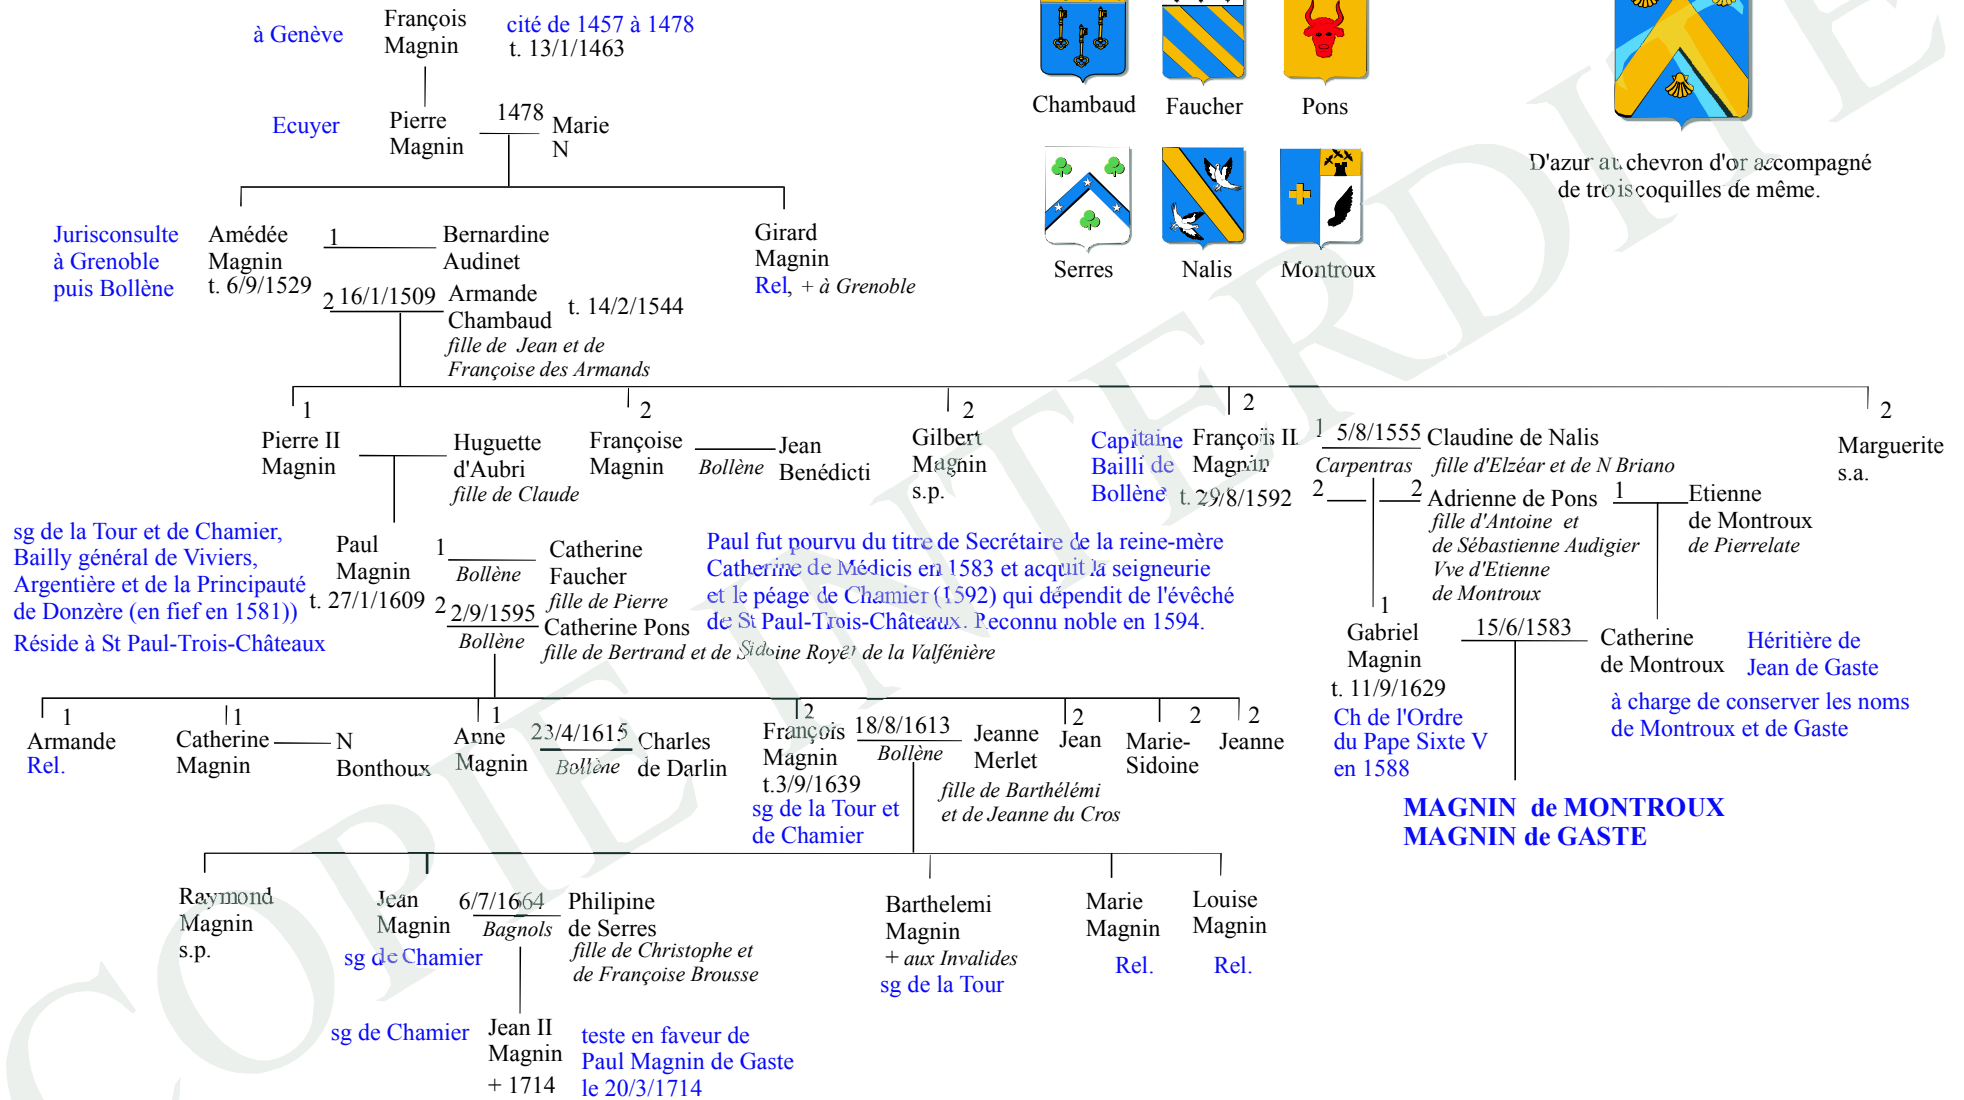 à Genève
François
Magnin
cité de 1457 à 1478
t. 13/1/1463
Chambaud
Faucher
Pons
Ecuyer
Pierre
Magnin
1478
Marie
N
D'azur au chevron d'or accompagné
de trois coquilles de même.
Serres
Nalis
Montroux
Jurisconsulte
à Grenoble
puis Bollène
Amédée
Magnin
t. 6/9/1529
1
Bernardine
Audinet
Girard
Magnin
Rel, + à Grenoble
2 16/1/1509
Armande
Chambaud
t. 14/2/1544
fille de Jean et de
Françoise des Armands
1
2
2
2
2
Pierre II
Magnin
Huguette
d'Aubri
fille de Claude
Françoise
Magnin
Bollène
Jean
Benédicti
Gilbert
Magnin
s.p.
Capitaine
Bailli de
Bollène
François II
Magnin
t. 29/8/1592
1 5/8/1555
Carpentras
Claudine de Nalis
fille d'Elzéar et de N Briano
2
2
Adrienne de Pons
fille d'Antoine et
de Sébastienne Audigier
Vve d'Etienne
de Montroux
1
Etienne
de Montroux
de Pierrelate
Marguerite
s.a.
sg de la Tour et de Chamier,
Bailly général de Viviers,
Argentière et de la Principauté
de Donzère (en fief en 1581))
Réside à St Paul-Trois-Châteaux
Paul
Magnin
t. 27/1/1609
1
Bollène
Catherine
Faucher
fille de Pierre
2 2/9/1595
Bollène
Catherine Pons
fille de Bertrand et de Sidoine Royer de la Valfénière
Paul fut pourvu du titre de Secrétaire de la reine-mère
Catherine de Médicis en 1583 et acquit la seigneurie
et le péage de Chamier (1592) qui dépendit de l'évêché
de St Paul-Trois-Châteaux. Reconnu noble en 1594.
1
Gabriel
Magnin
t. 11/9/1629
Ch de l'Ordre
du Pape Sixte V
en 1588
15/6/1583
Catherine
de Montroux
Héritière de
Jean de Gaste
à charge de conserver les noms
de Montroux et de Gaste
MAGNIN de MONTROUX
MAGNIN de GASTE
1
Armande
Rel.
1
Catherine
Magnin
N
Bonthoux
1
Anne
Magnin
23/4/1615
Bollène
Charles
de Darlin
2
François
Magnin
t.3/9/1639
sg de la Tour et
de Chamier
18/8/1613
Bollène
Jeanne
Merlet
fille de Barthélémi
et de Jeanne du Cros
2
Jean
2
Marie-
Sidoine
2
Jeanne
Raymond
Magnin
s.p.
Jean
Magnin
sg de Chamier
6/7/1664
Bagnols
Philipine
de Serres
fille de Christophe et
de Françoise Brousse
Barthelemi
Magnin
+ aux Invalides
sg de la Tour
Marie
Magnin
Rel.
Louise
Magnin
Rel.
sg de Chamier
Jean II
Magnin
+ 1714
teste en faveur de
Paul Magnin de Gaste
le 20/3/1714
COPIE INTERDITE